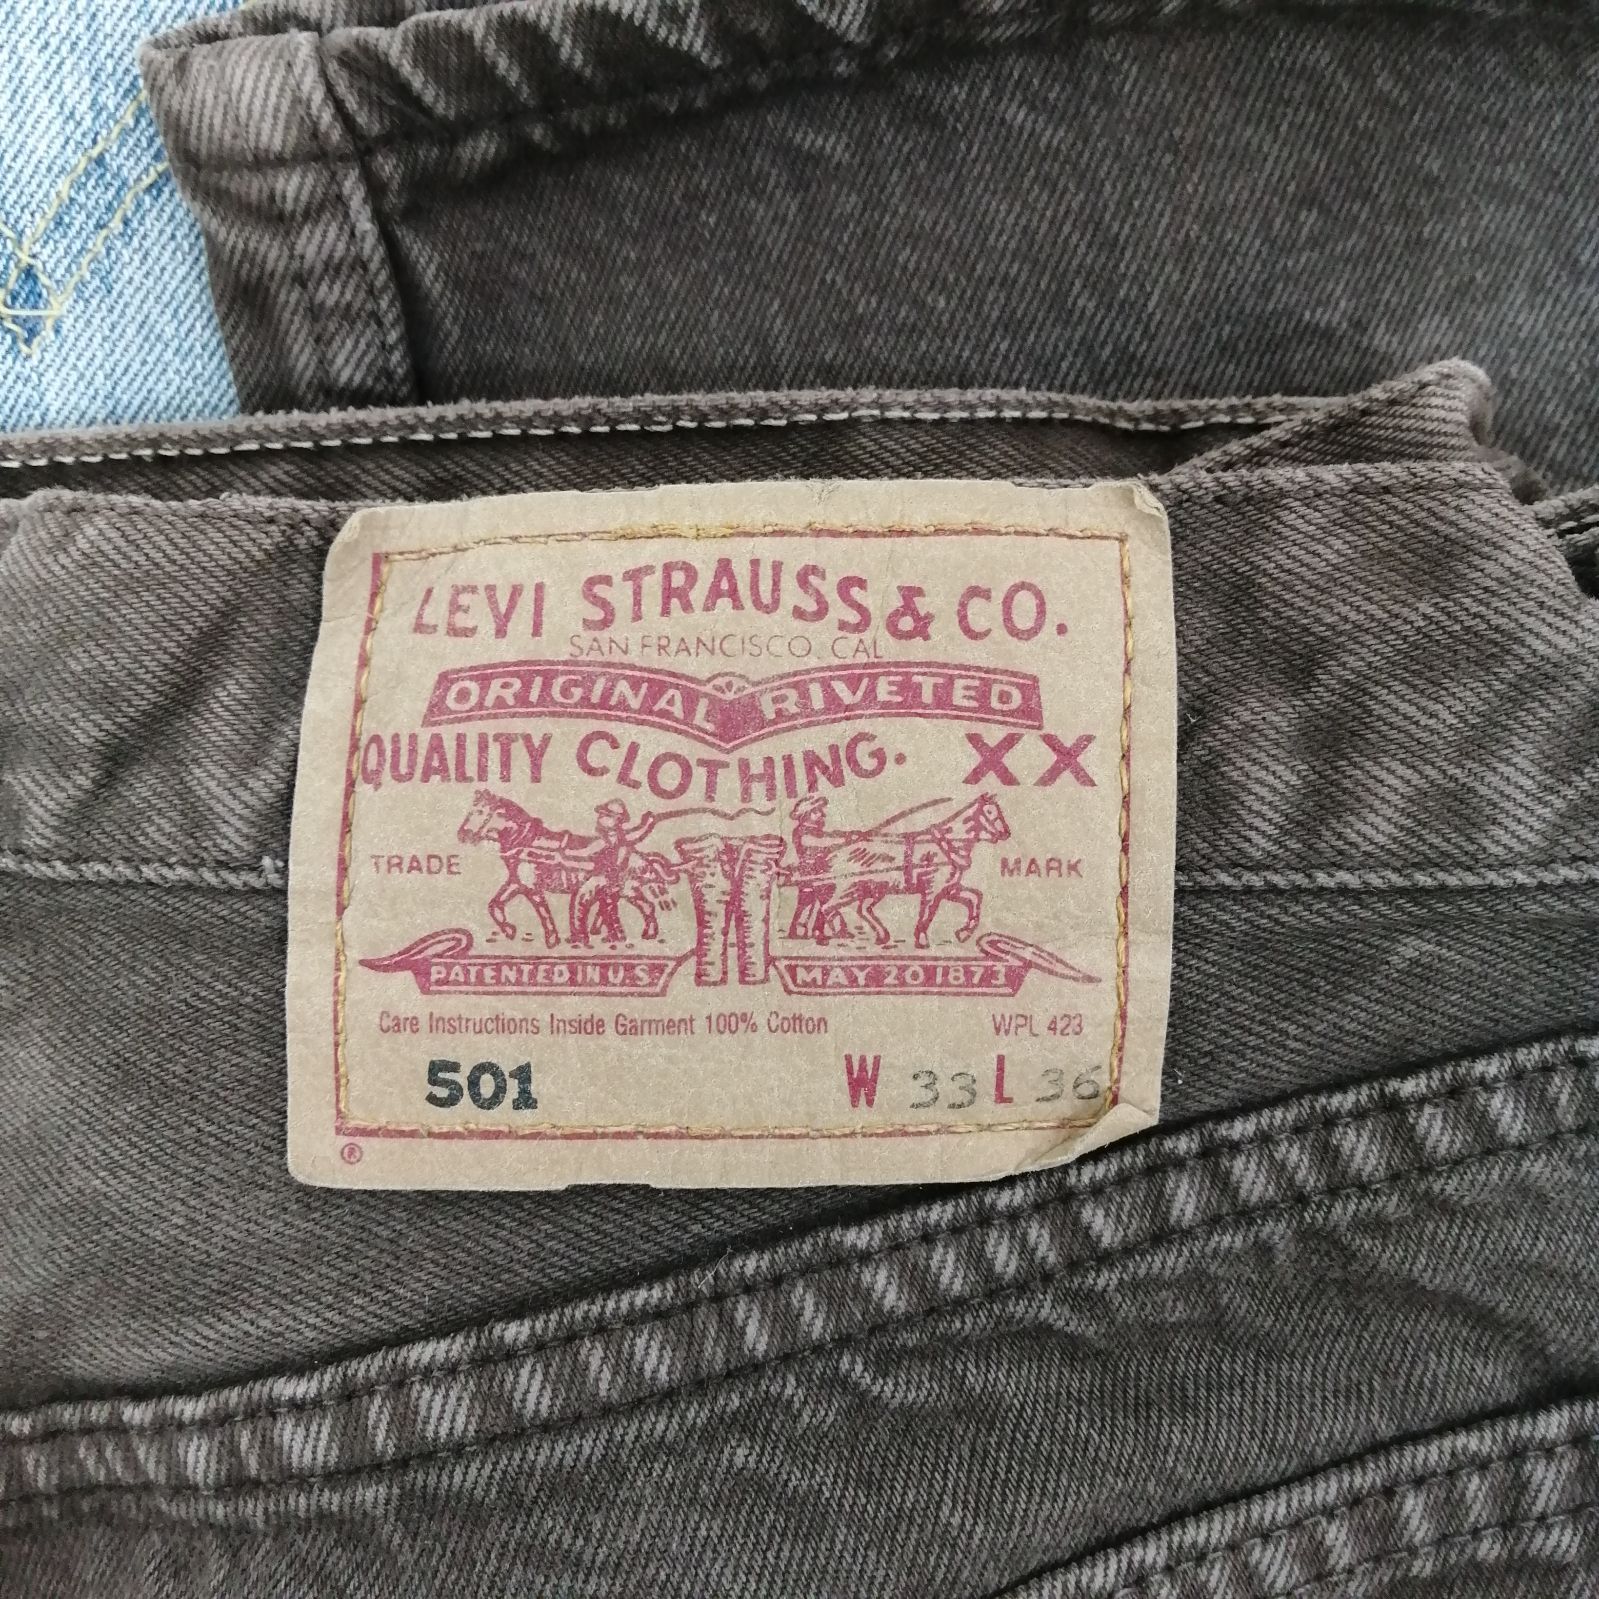 LEVI STRAUSS & CO.
SAN FRANCISCO. CAL
ORIGINAL RIVETED
QUALITY CLOTHING. XX
TRADE MARK
PATENTED IN U.S. MAY 20 1873
Care Instructions Inside Garment 100% Cotton WPL 423
501 W 33 L 36
®